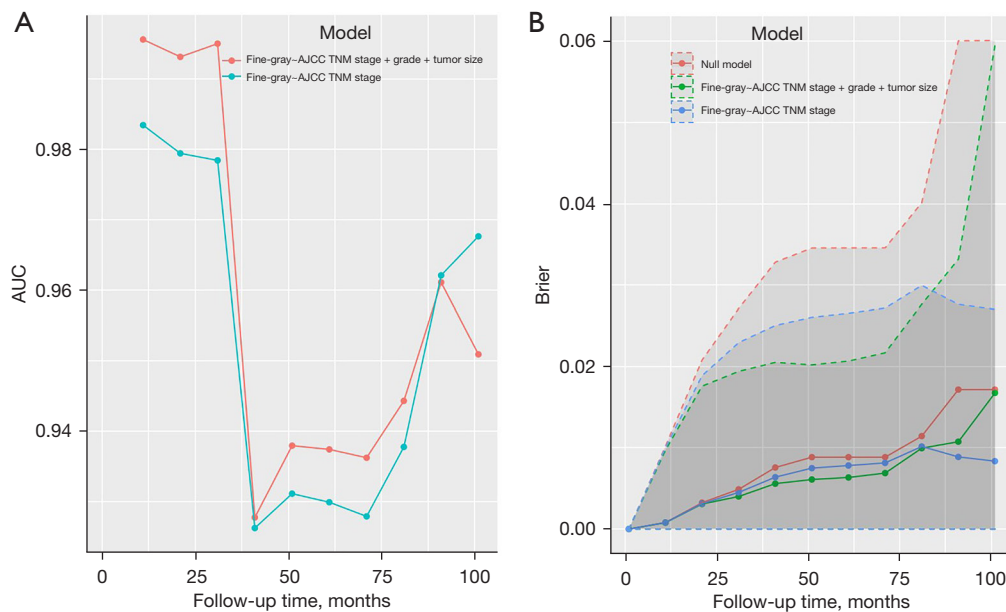 A
Model
Fine-gray~AJCC TNM stage + grade + tumor size
Fine-gray~AJCC TNM stage
0.98
0.96
0.94
AUC
0
25
50
75
100
Follow-up time, months
B
Model
Null model
Fine-gray~AJCC TNM stage + grade + tumor size
Fine-gray~AJCC TNM stage
0.06
0.04
0.02
0.00
Brier
0
25
50
75
100
Follow-up time, months